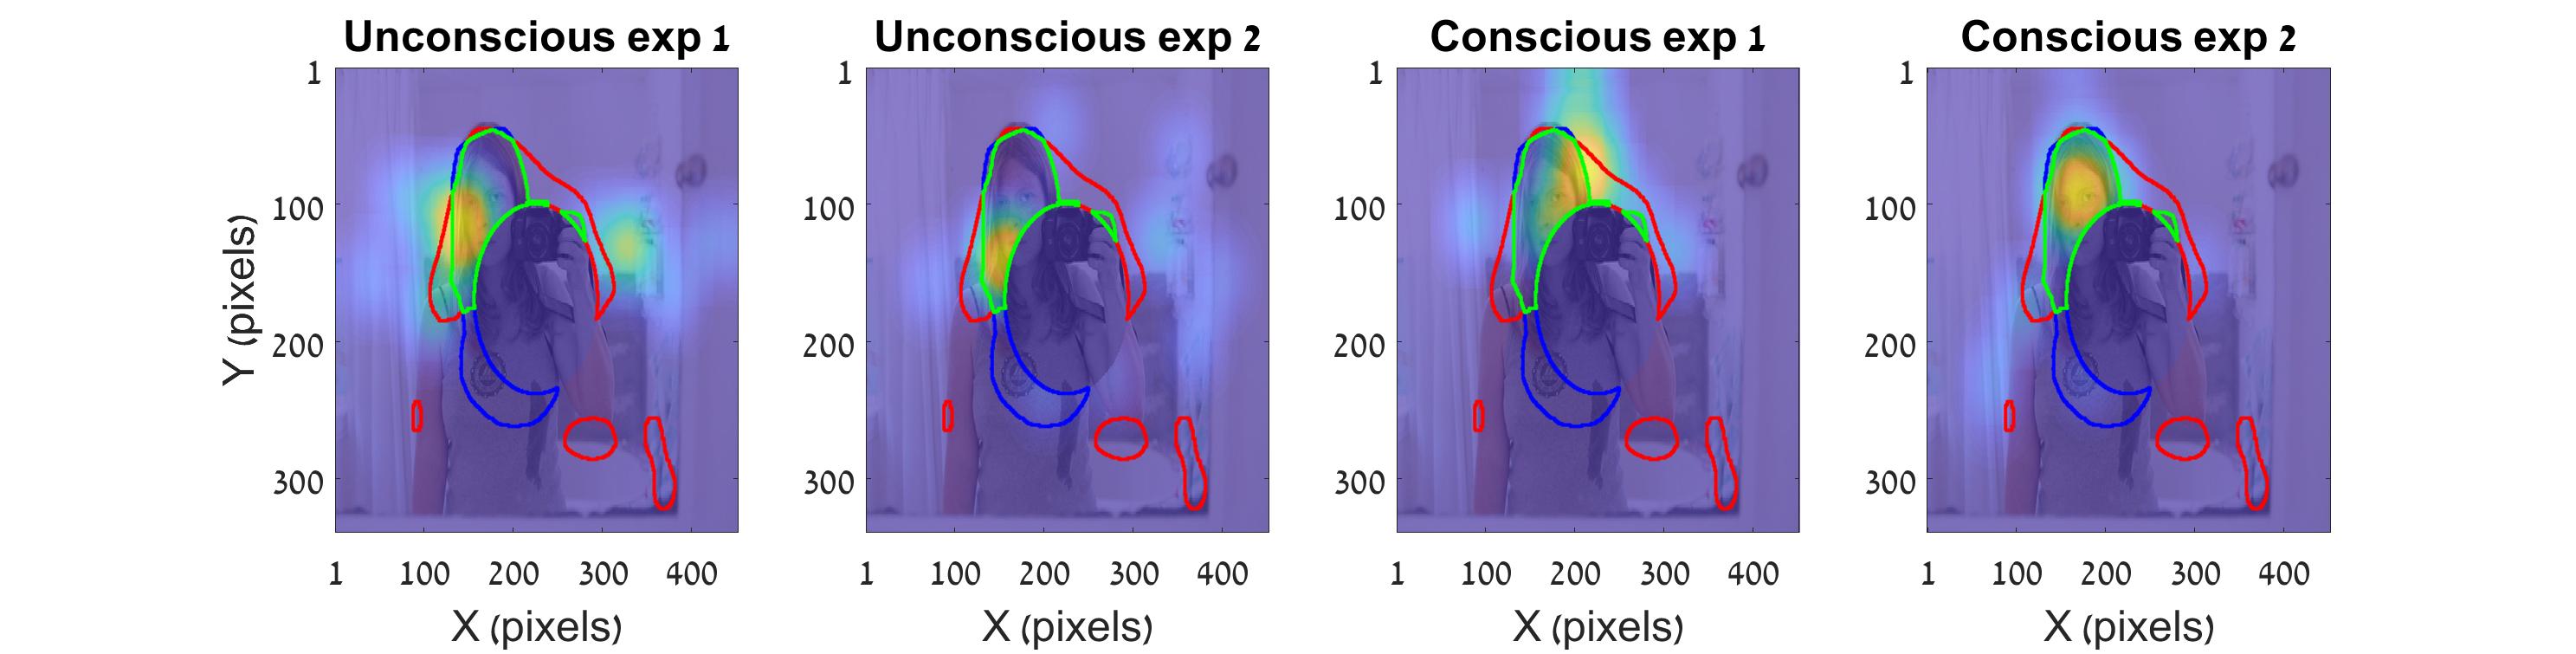 Unconscious exp 1 Unconscious exp 2 Conscious exp 1 Conscious exp 2
1 1 1 1
100 100 100 100
200 200 200 200
300 300 300 300
Y (pixels)
1 100 200 300 400 1 100 200 300 400 1 100 200 300 400 1 100 200 300 400
X (pixels) X (pixels) X (pixels) X (pixels)